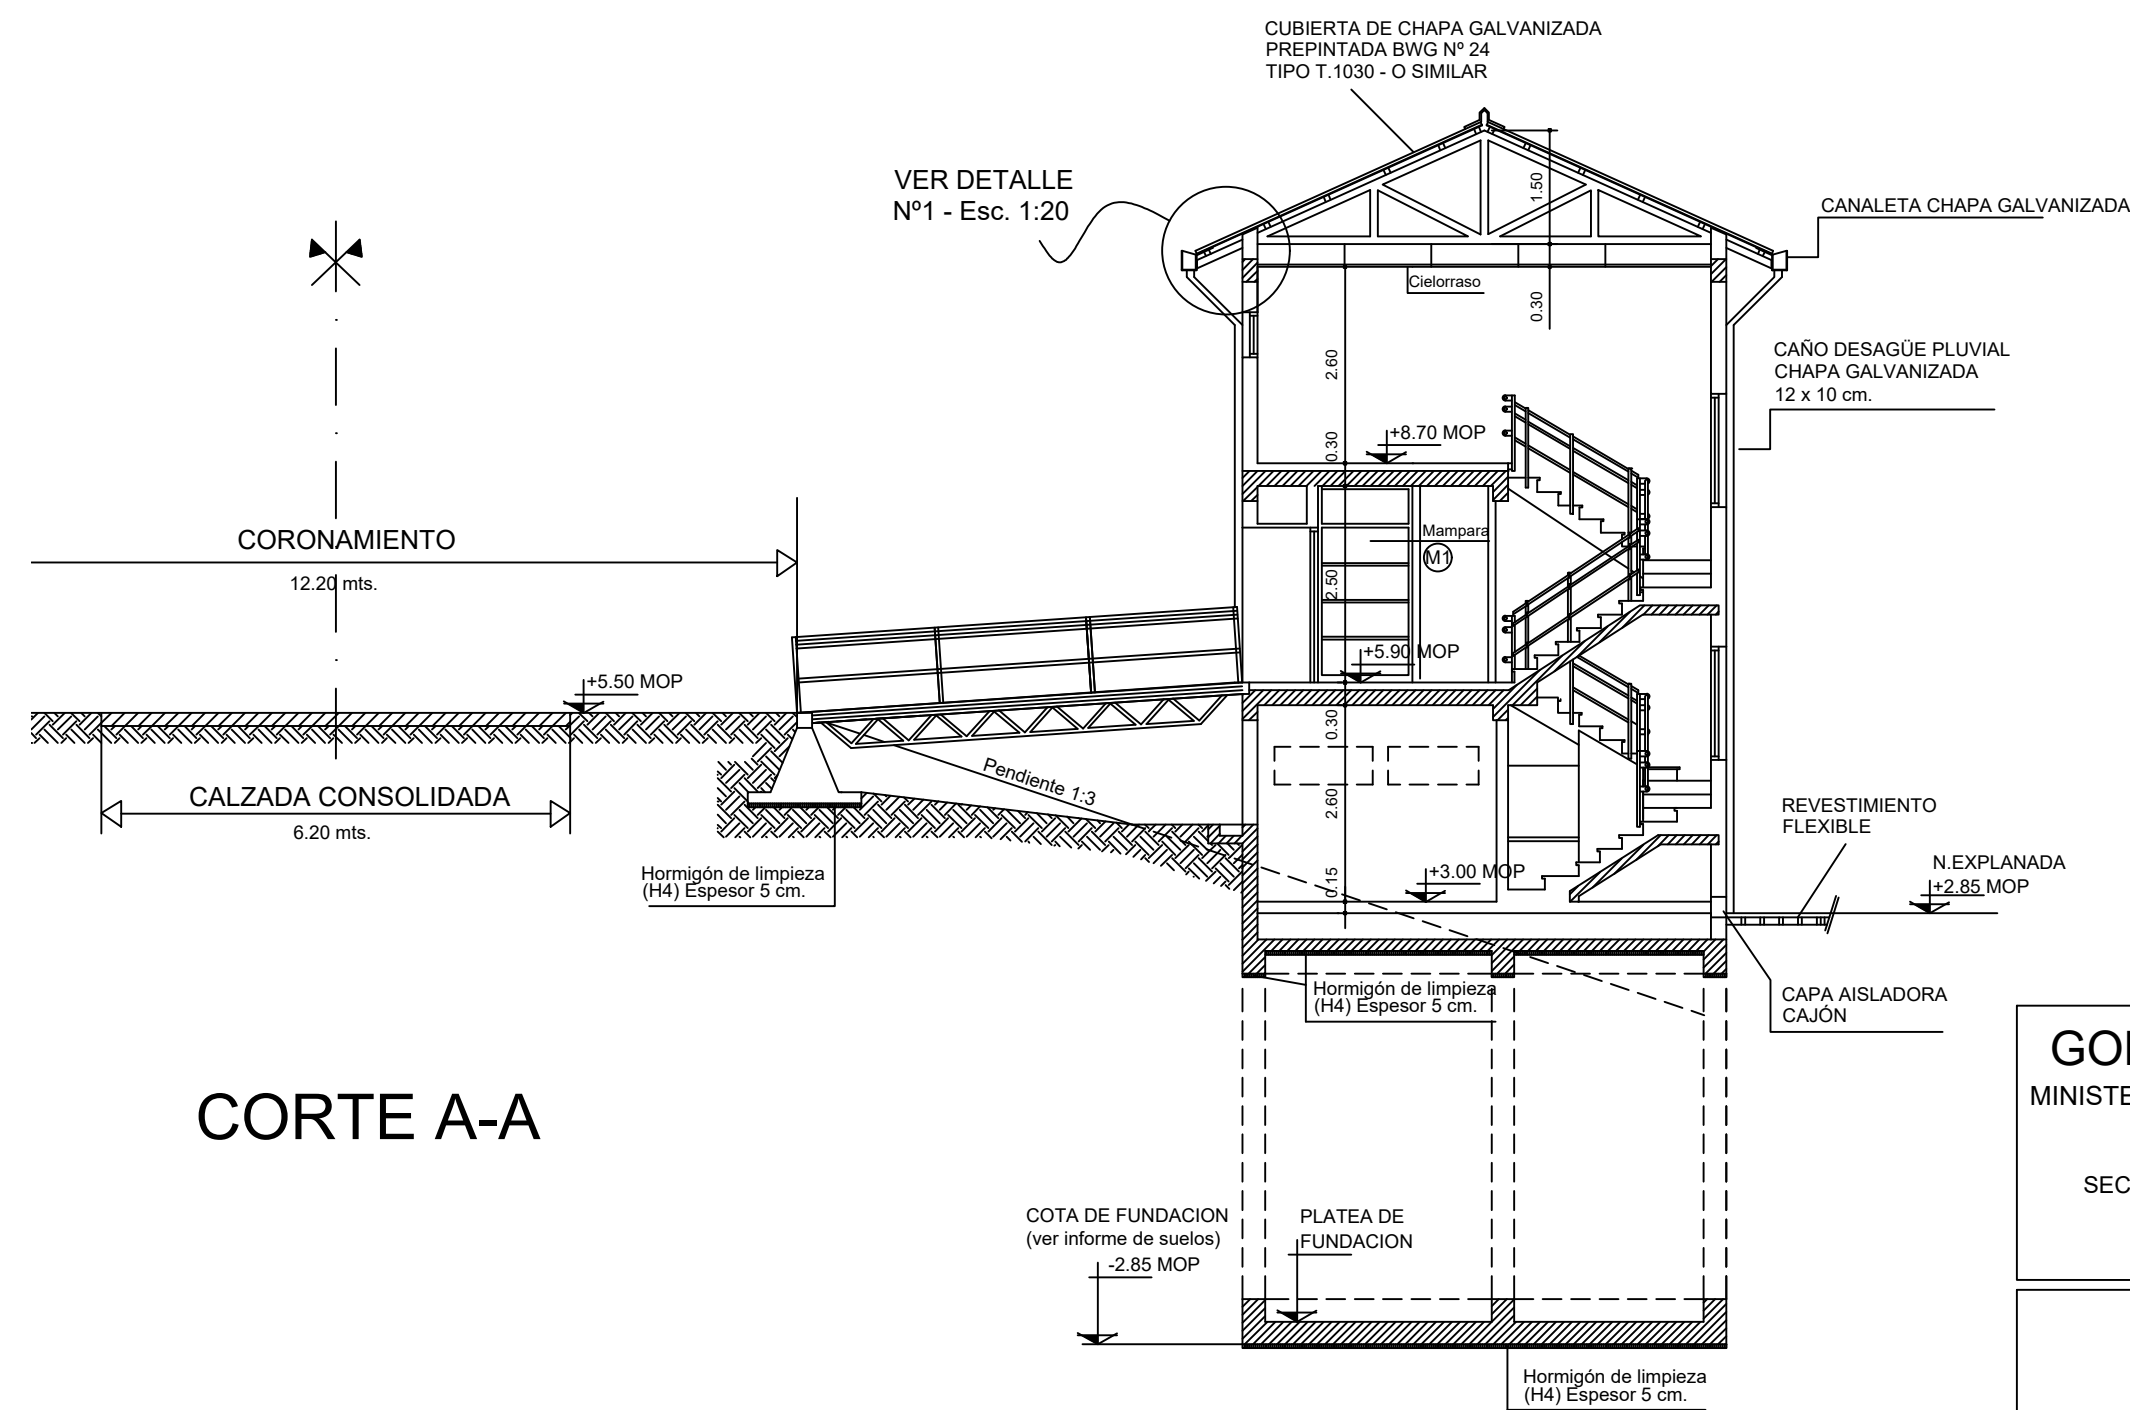 CUBIERTA DE CHAPA GALVANIZADA
PREPINTADA BWG Nº 24
TIPO T.1030 - O SIMILAR
VER DETALLE
Nº1 - Esc. 1:20
1.50
CANALETA CHAPA GALVANIZADA
Cielorraso
0.30
2.60
CAÑO DESAGÜE PLUVIAL
CHAPA GALVANIZADA
12 x 10 cm.
+8.70 MOP
0.30
CORONAMIENTO
12.20 mts.
Mampara
M1
2.50
+5.90 MOP
+5.50 MOP
0.30
Pendiente 1:3
CALZADA CONSOLIDADA
6.20 mts.
2.60
REVESTIMIENTO
FLEXIBLE
Hormigón de limpieza
(H4) Espesor 5 cm.
0.15
+3.00 MOP
N.EXPLANADA
+2.85 MOP
Hormigón de limpieza
(H4) Espesor 5 cm.
CAPA AISLADORA
CAJÓN
CORTE A-A
MINISTE
SEC
COTA DE FUNDACION
(ver informe de suelos)
-2.85 MOP
PLATEA DE
FUNDACION
Hormigón de limpieza
(H4) Espesor 5 cm.